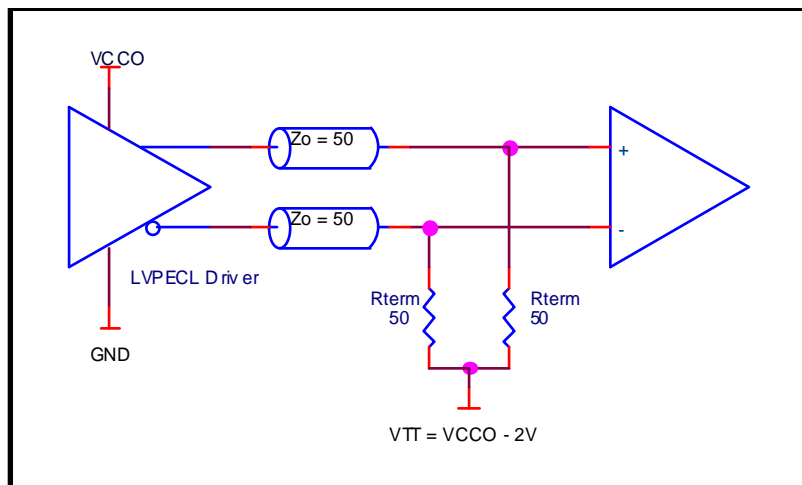 VCCO
Zo = 50
+
Zo = 50
-
LVPECL Driver
Rterm
50
Rterm
50
GND
VTT = VCCO - 2V